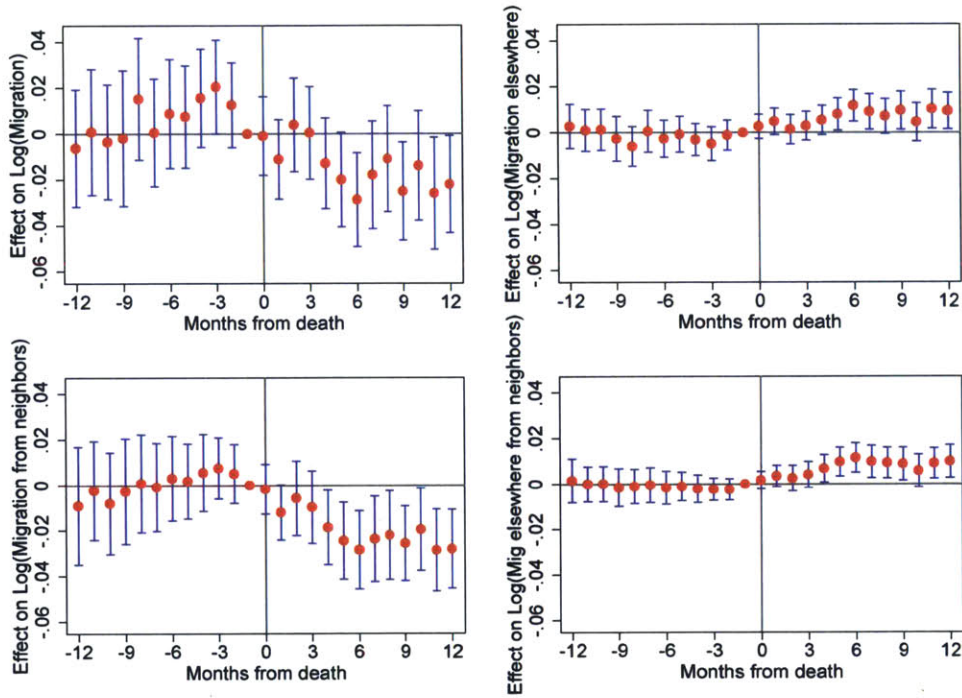 Effect on Log(Migration)
.04
.02
0
-.02
-.04
-.06
-12 -9 -6 -3 0 3 6 9 12
Months from death
Effect on Log(Migration elsewhere)
.04
.02
0
-.02
-.04
-.06
-12 -9 -6 -3 0 3 6 9 12
Months from death
Effect on Log(Migration from neighbors)
.04
.02
0
-.02
-.04
-.06
-12 -9 -6 -3 0 3 6 9 12
Months from death
Effect on Log(Mig elsewhere from neighbors)
.04
.02
0
-.02
-.04
-.06
-12 -9 -6 -3 0 3 6 9 12
Months from death